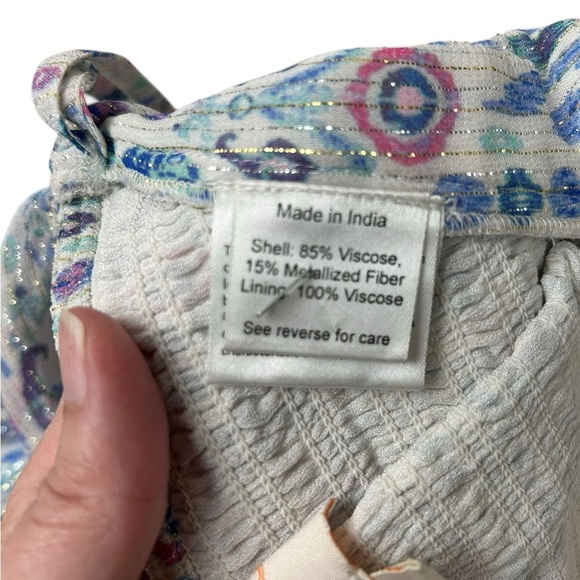 Made in India
Shell: 85% Viscose,
15% Metallized Fiber
Lining: 100% Viscose
See reverse for care